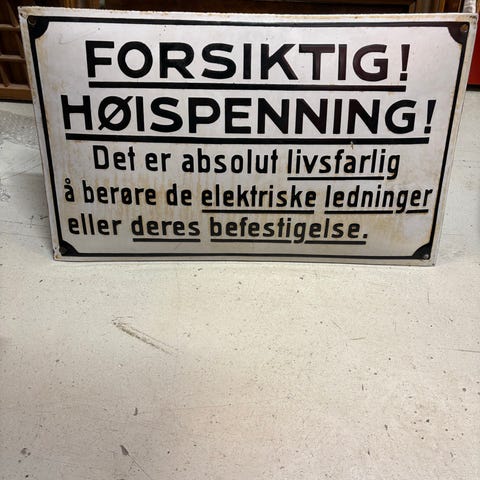 FORSIKTIG!
HØISPENNING!
Det er absolut livsfarlig
å berøre de elektriske ledninger
eller deres befestigelse.